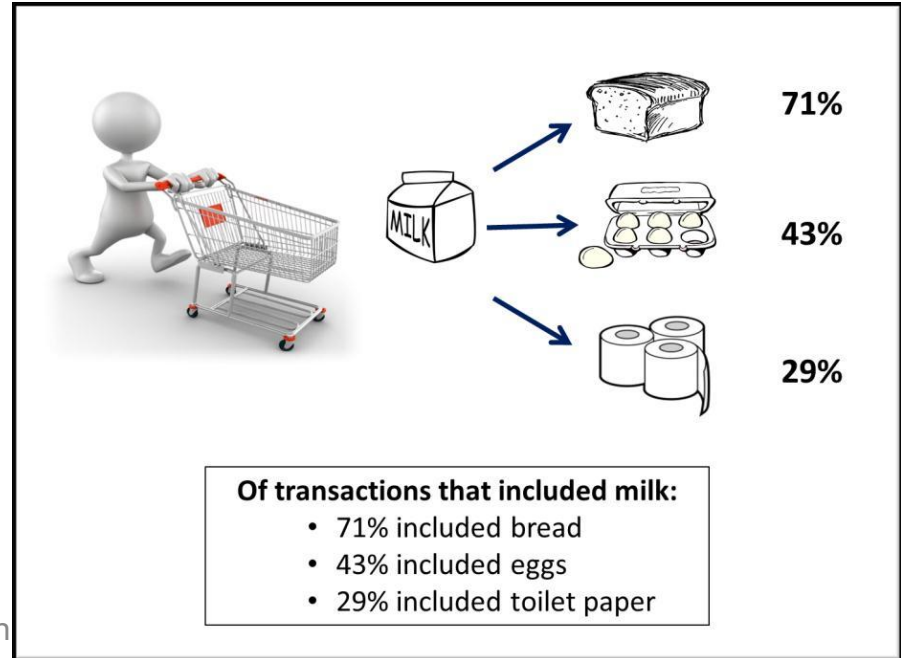 71%
MILK
43%
29%
Of transactions that included milk:
• 71% included bread
• 43% included eggs
• 29% included toilet paper